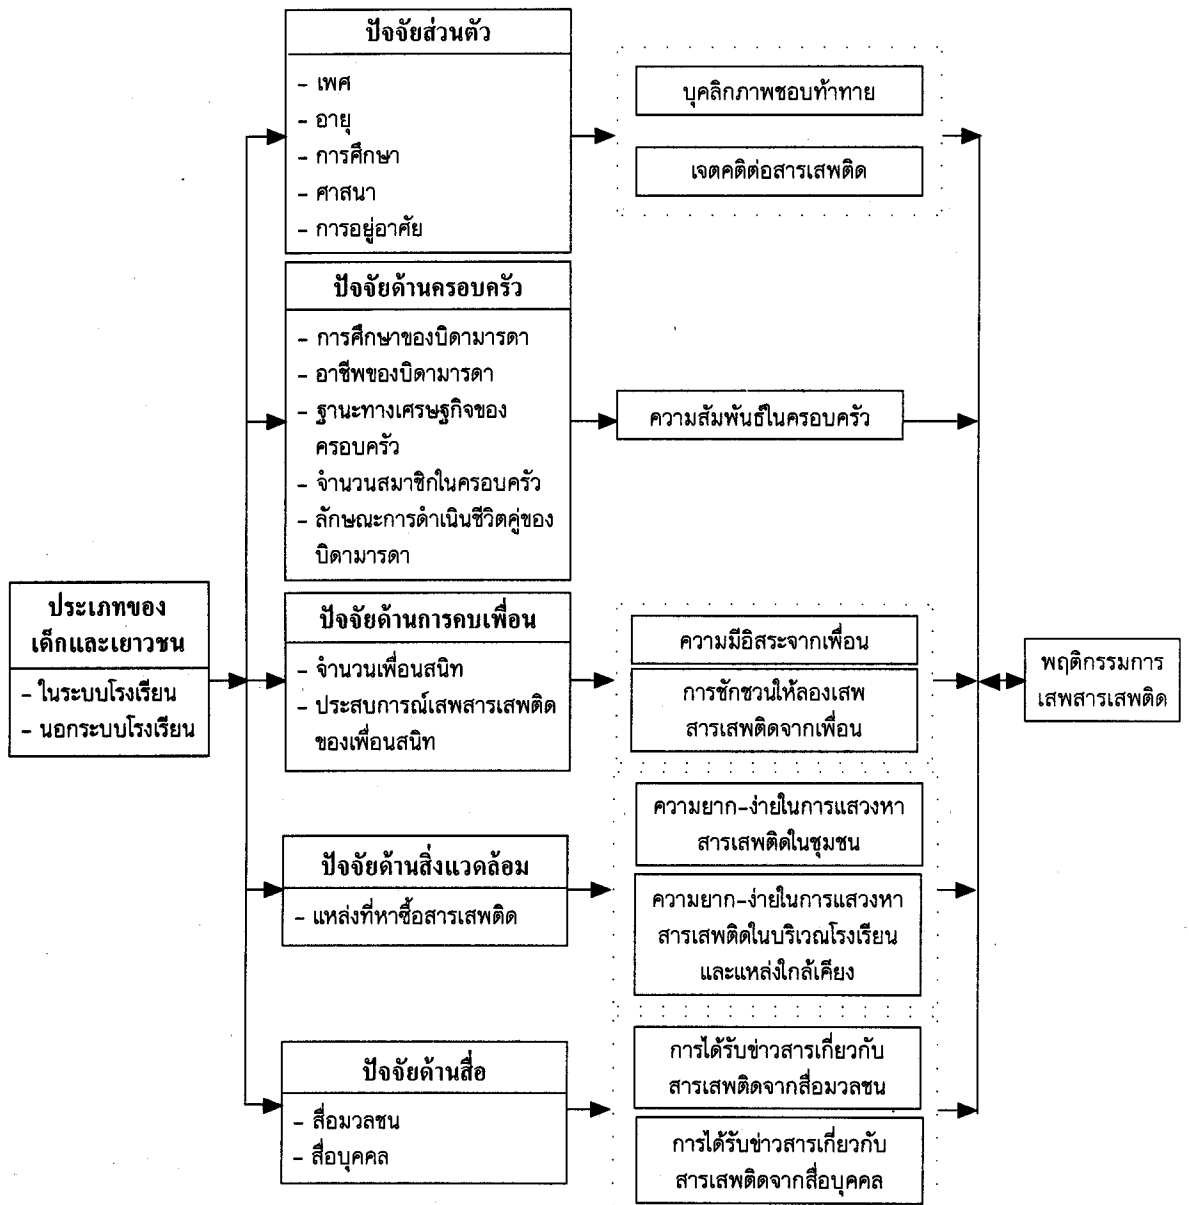 ปัจจัยส่วนตัว
– เพศ
– อายุ
– การศึกษา
– ศาสนา
– การอยู่อาศัย
บุคลิกภาพชอบท้าทาย
เจตคติต่อสารเสพติด
ปัจจัยด้านครอบครัว
– การศึกษาของบิดามารดา
– อาชีพของบิดามารดา
– ฐานะทางเศรษฐกิจของ
ครอบครัว
– จำนวนสมาชิกในครอบครัว
– ลักษณะการดำเนินชีวิตคู่ของ
บิดามารดา
ความสัมพันธ์ในครอบครัว
ประเภทของ
เด็กและเยาวชน
– ในระบบโรงเรียน
– นอกระบบโรงเรียน
ปัจจัยด้านการคบเพื่อน
– จำนวนเพื่อนสนิท
– ประสบการณ์เสพสารเสพติด
ของเพื่อนสนิท
ความมีอิสระจากเพื่อน
การชักชวนให้ลองเสพ
สารเสพติดจากเพื่อน
พฤติกรรมการ
เสพสารเสพติด
ปัจจัยด้านสิ่งแวดล้อม
– แหล่งที่หาซื้อสารเสพติด
ความยาก–ง่ายในการแสวงหา
สารเสพติดในชุมชน
ความยาก–ง่ายในการแสวงหา
สารเสพติดในบริเวณโรงเรียน
และแหล่งใกล้เคียง
ปัจจัยด้านสื่อ
– สื่อมวลชน
– สื่อบุคคล
การได้รับข่าวสารเกี่ยวกับ
สารเสพติดจากสื่อมวลชน
การได้รับข่าวสารเกี่ยวกับ
สารเสพติดจากสื่อบุคคล